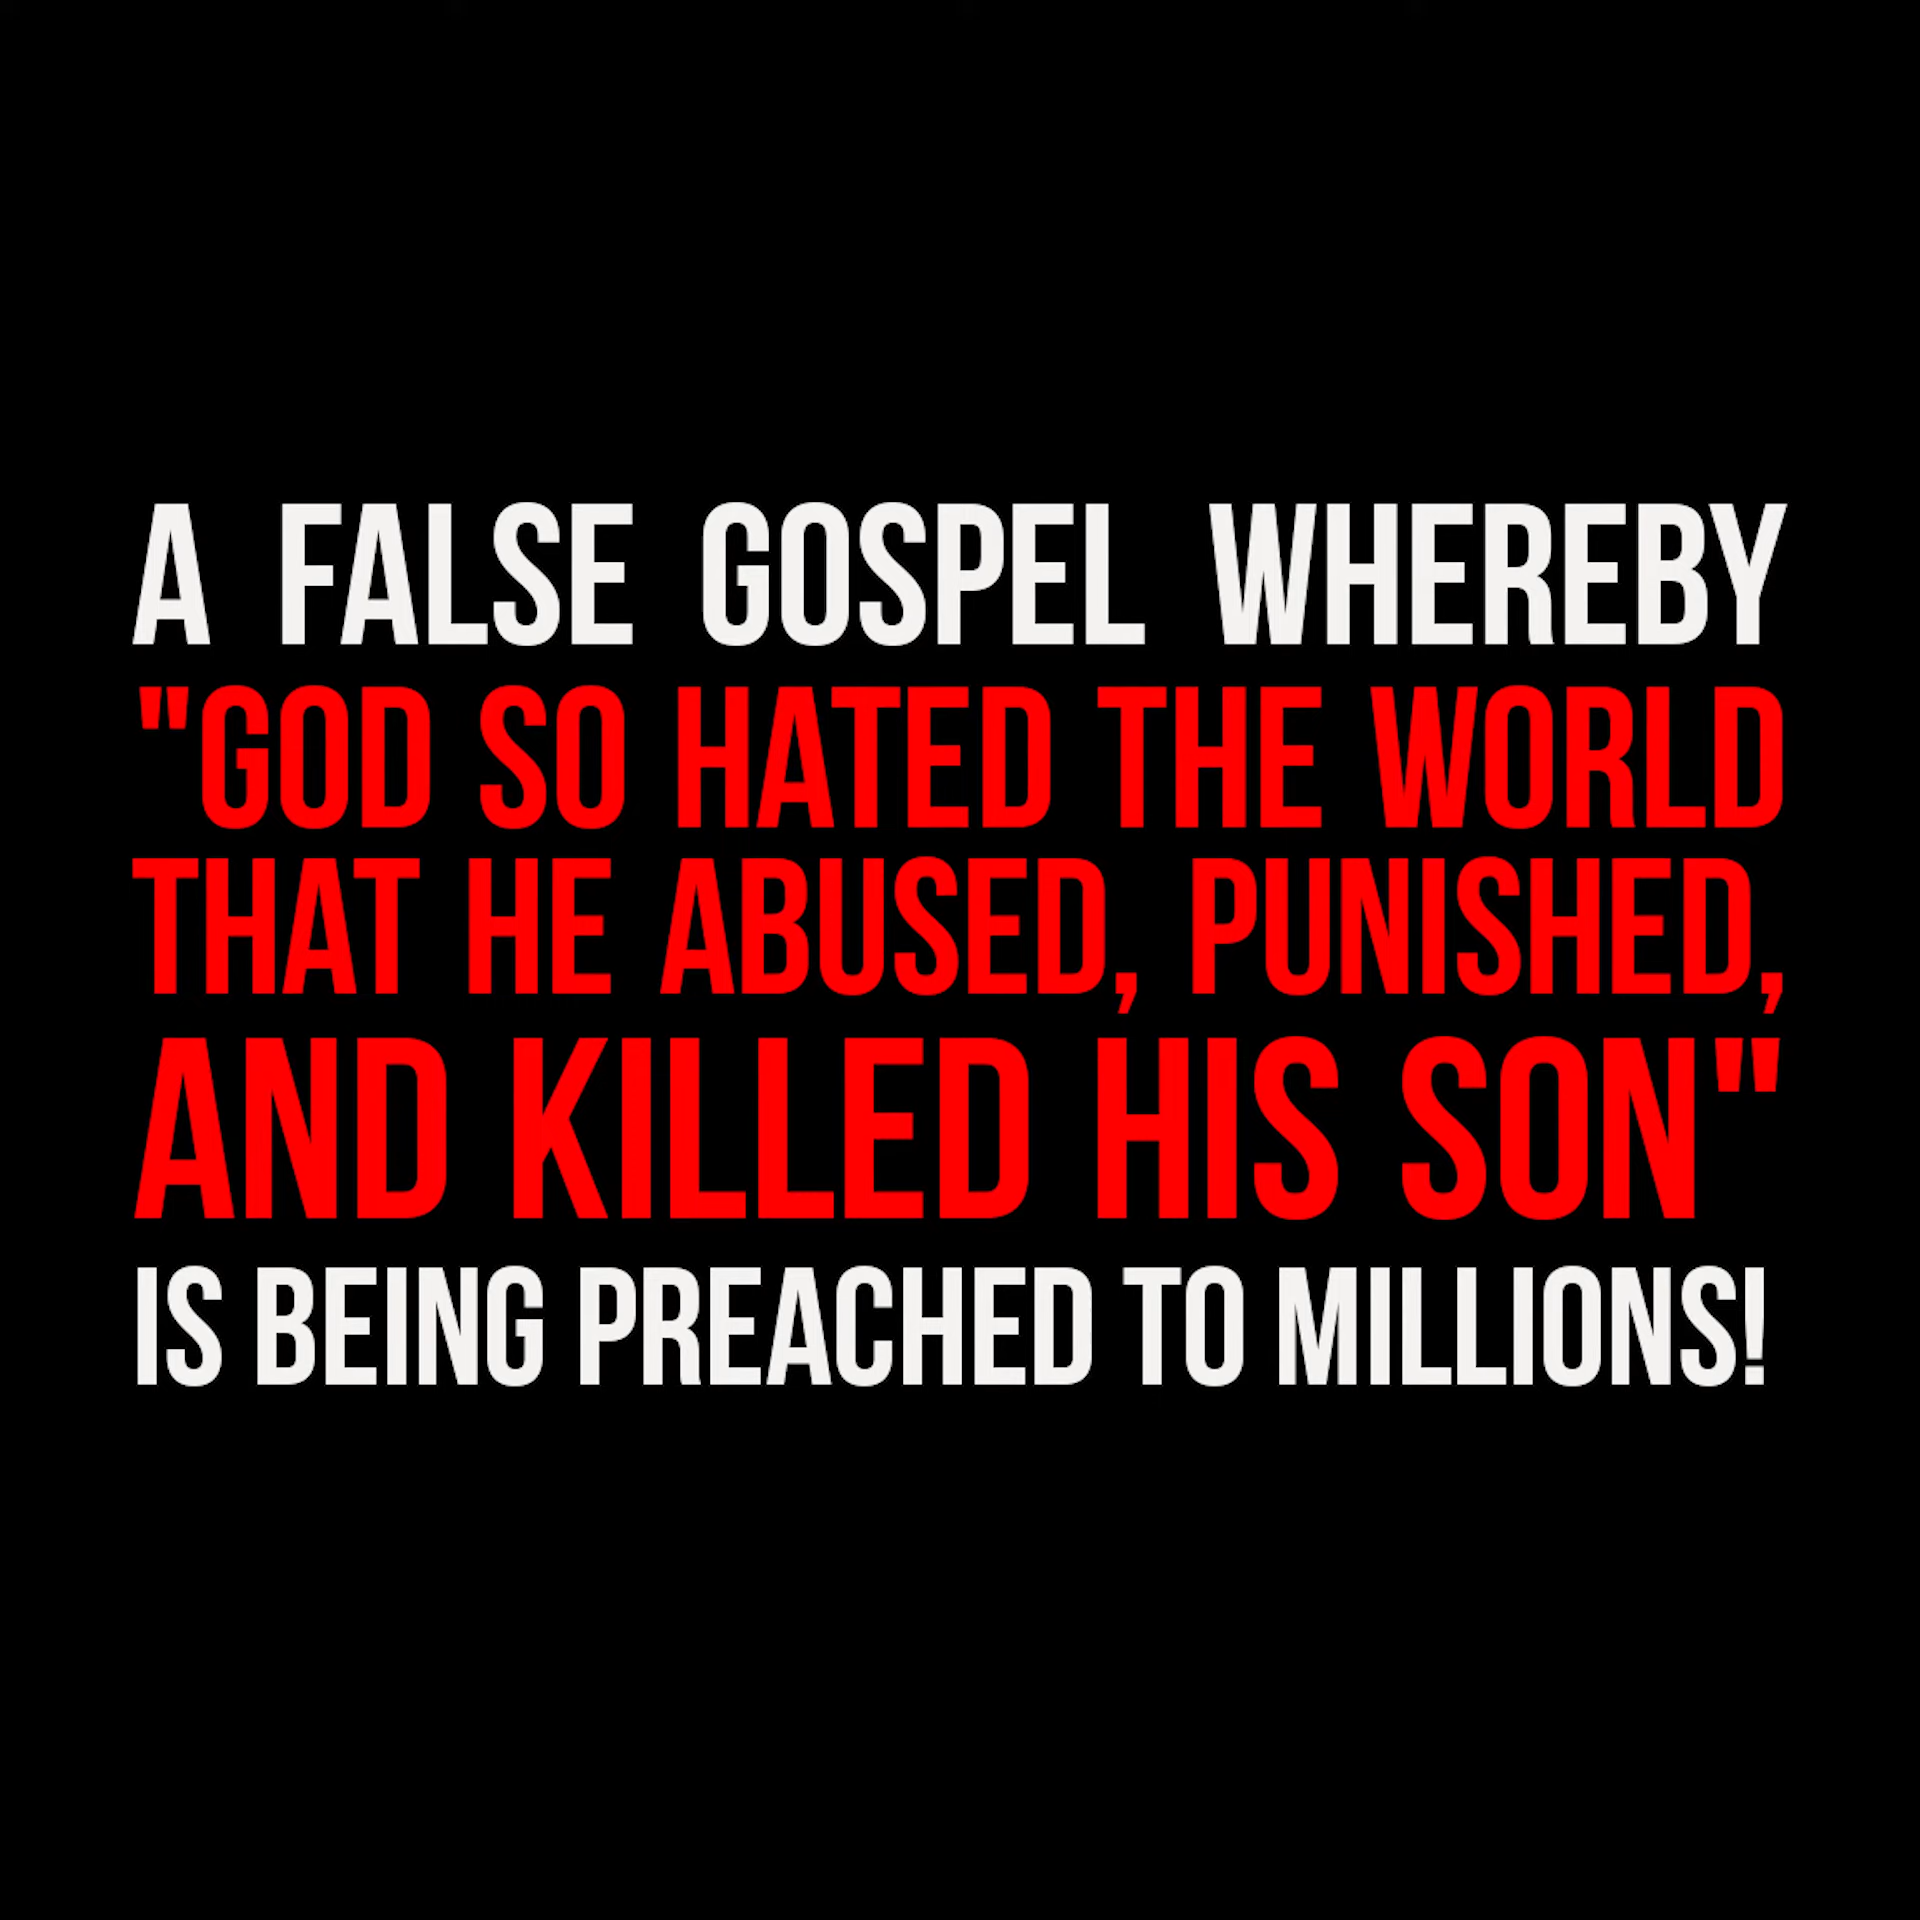 A FALSE GOSPEL WHEREBY
"GOD SO HATED THE WORLD
THAT HE ABUSED, PUNISHED,
AND KILLED HIS SON"
IS BEING PREACHED TO MILLIONS!